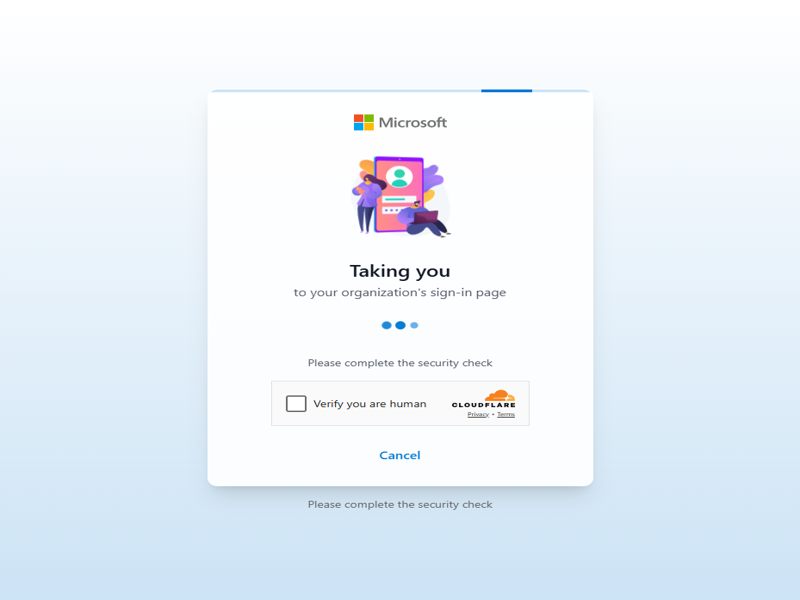 Microsoft
Taking you
to your organization's sign-in page
Please complete the security check
Verify you are human
CLOUDFLARE
Privacy • Terms
Cancel
Please complete the security check